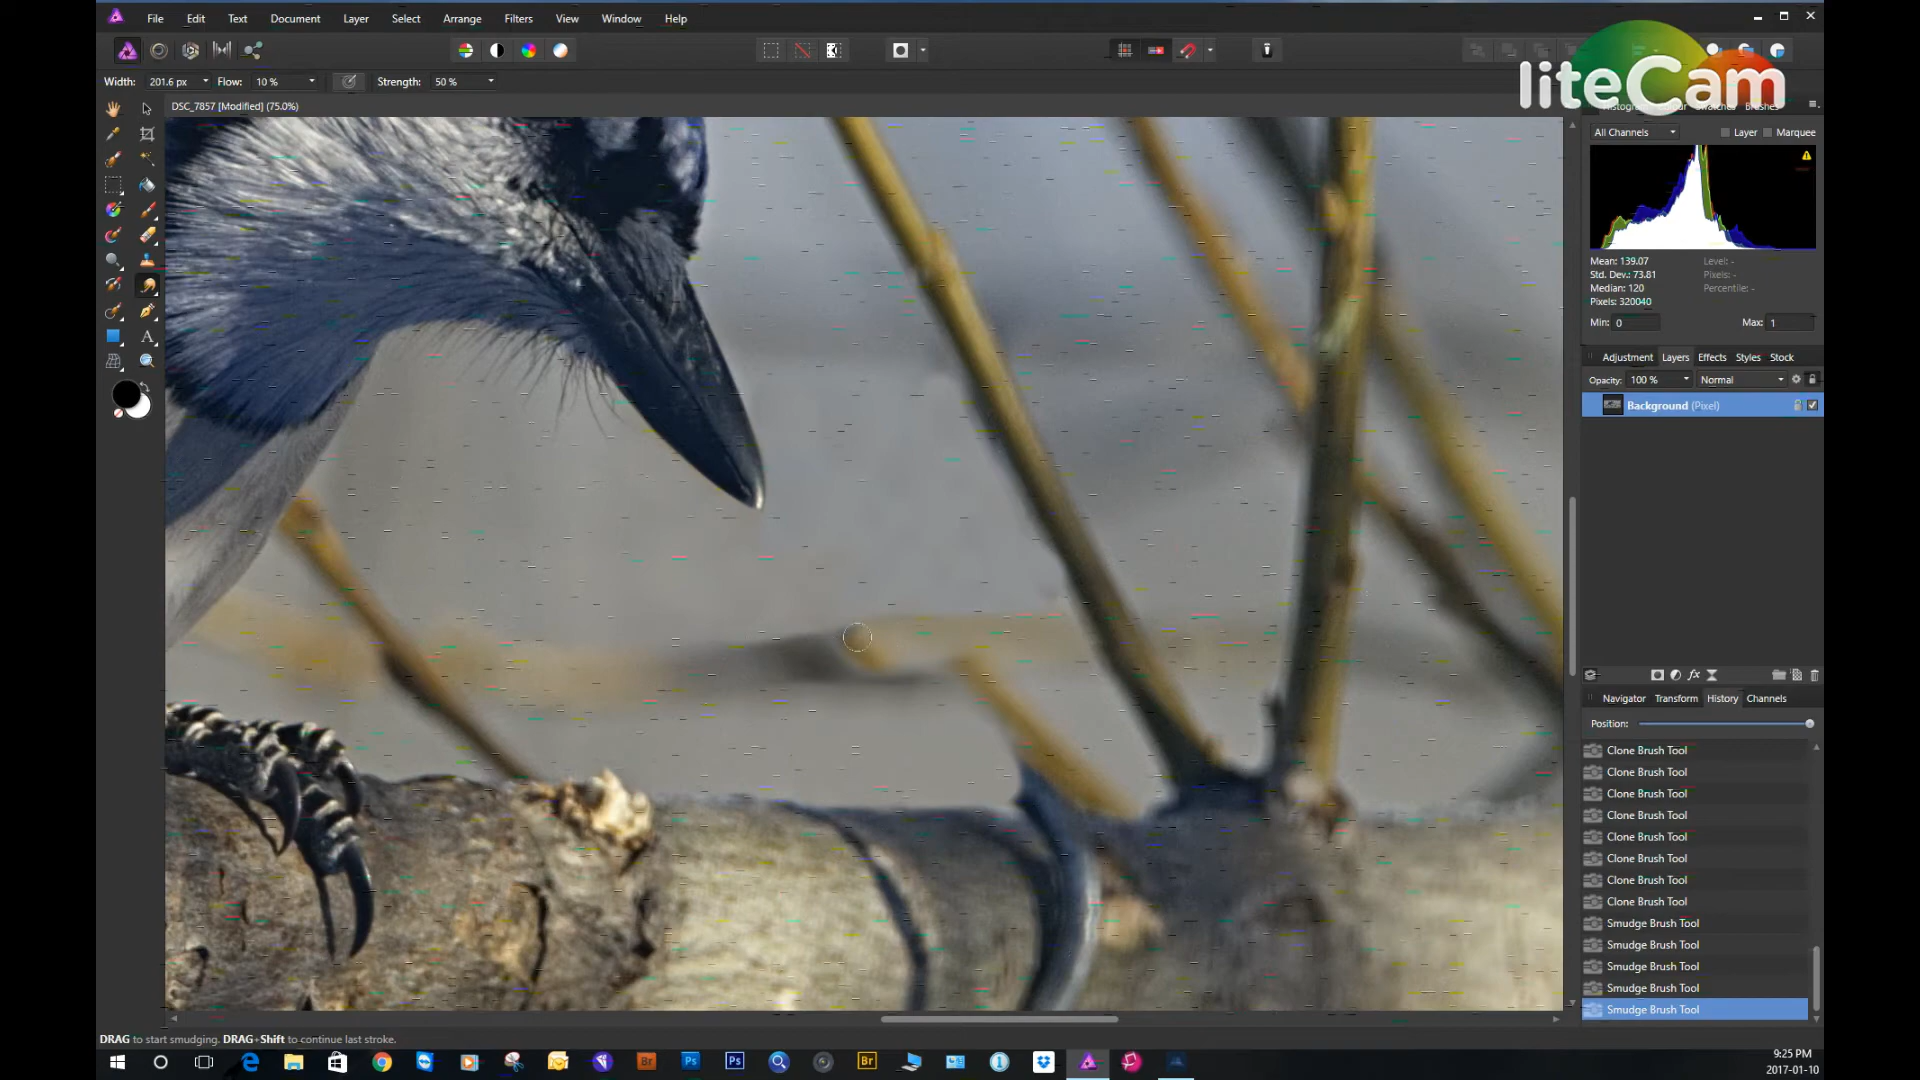 File Edit Text Document Layer Select Arrange Filters View Window Help
liteCam
Width: 201.6 px Flow: 10 % Strength: 50 %
DSC_7857 [Modified] (75.0%)
All Channels Layer Marquee
Mean: 139.07 Level: -
Std. Dev.: 73.81 Pixels: -
Median: 120 Percentile: -
Pixels: 320040
Min: 0 Max: 1
Adjustment Layers Effects Styles Stock
Opacity: 100 % Normal
Background (Pixel)
Navigator Transform History Channels
Position:
Clone Brush Tool
Clone Brush Tool
Clone Brush Tool
Clone Brush Tool
Clone Brush Tool
Clone Brush Tool
Clone Brush Tool
Clone Brush Tool
Smudge Brush Tool
Smudge Brush Tool
Smudge Brush Tool
Smudge Brush Tool
Smudge Brush Tool
DRAG to start smudging. DRAG+Shift to continue last stroke.
Br Ps Ps Br
9:25 PM
2017-01-10